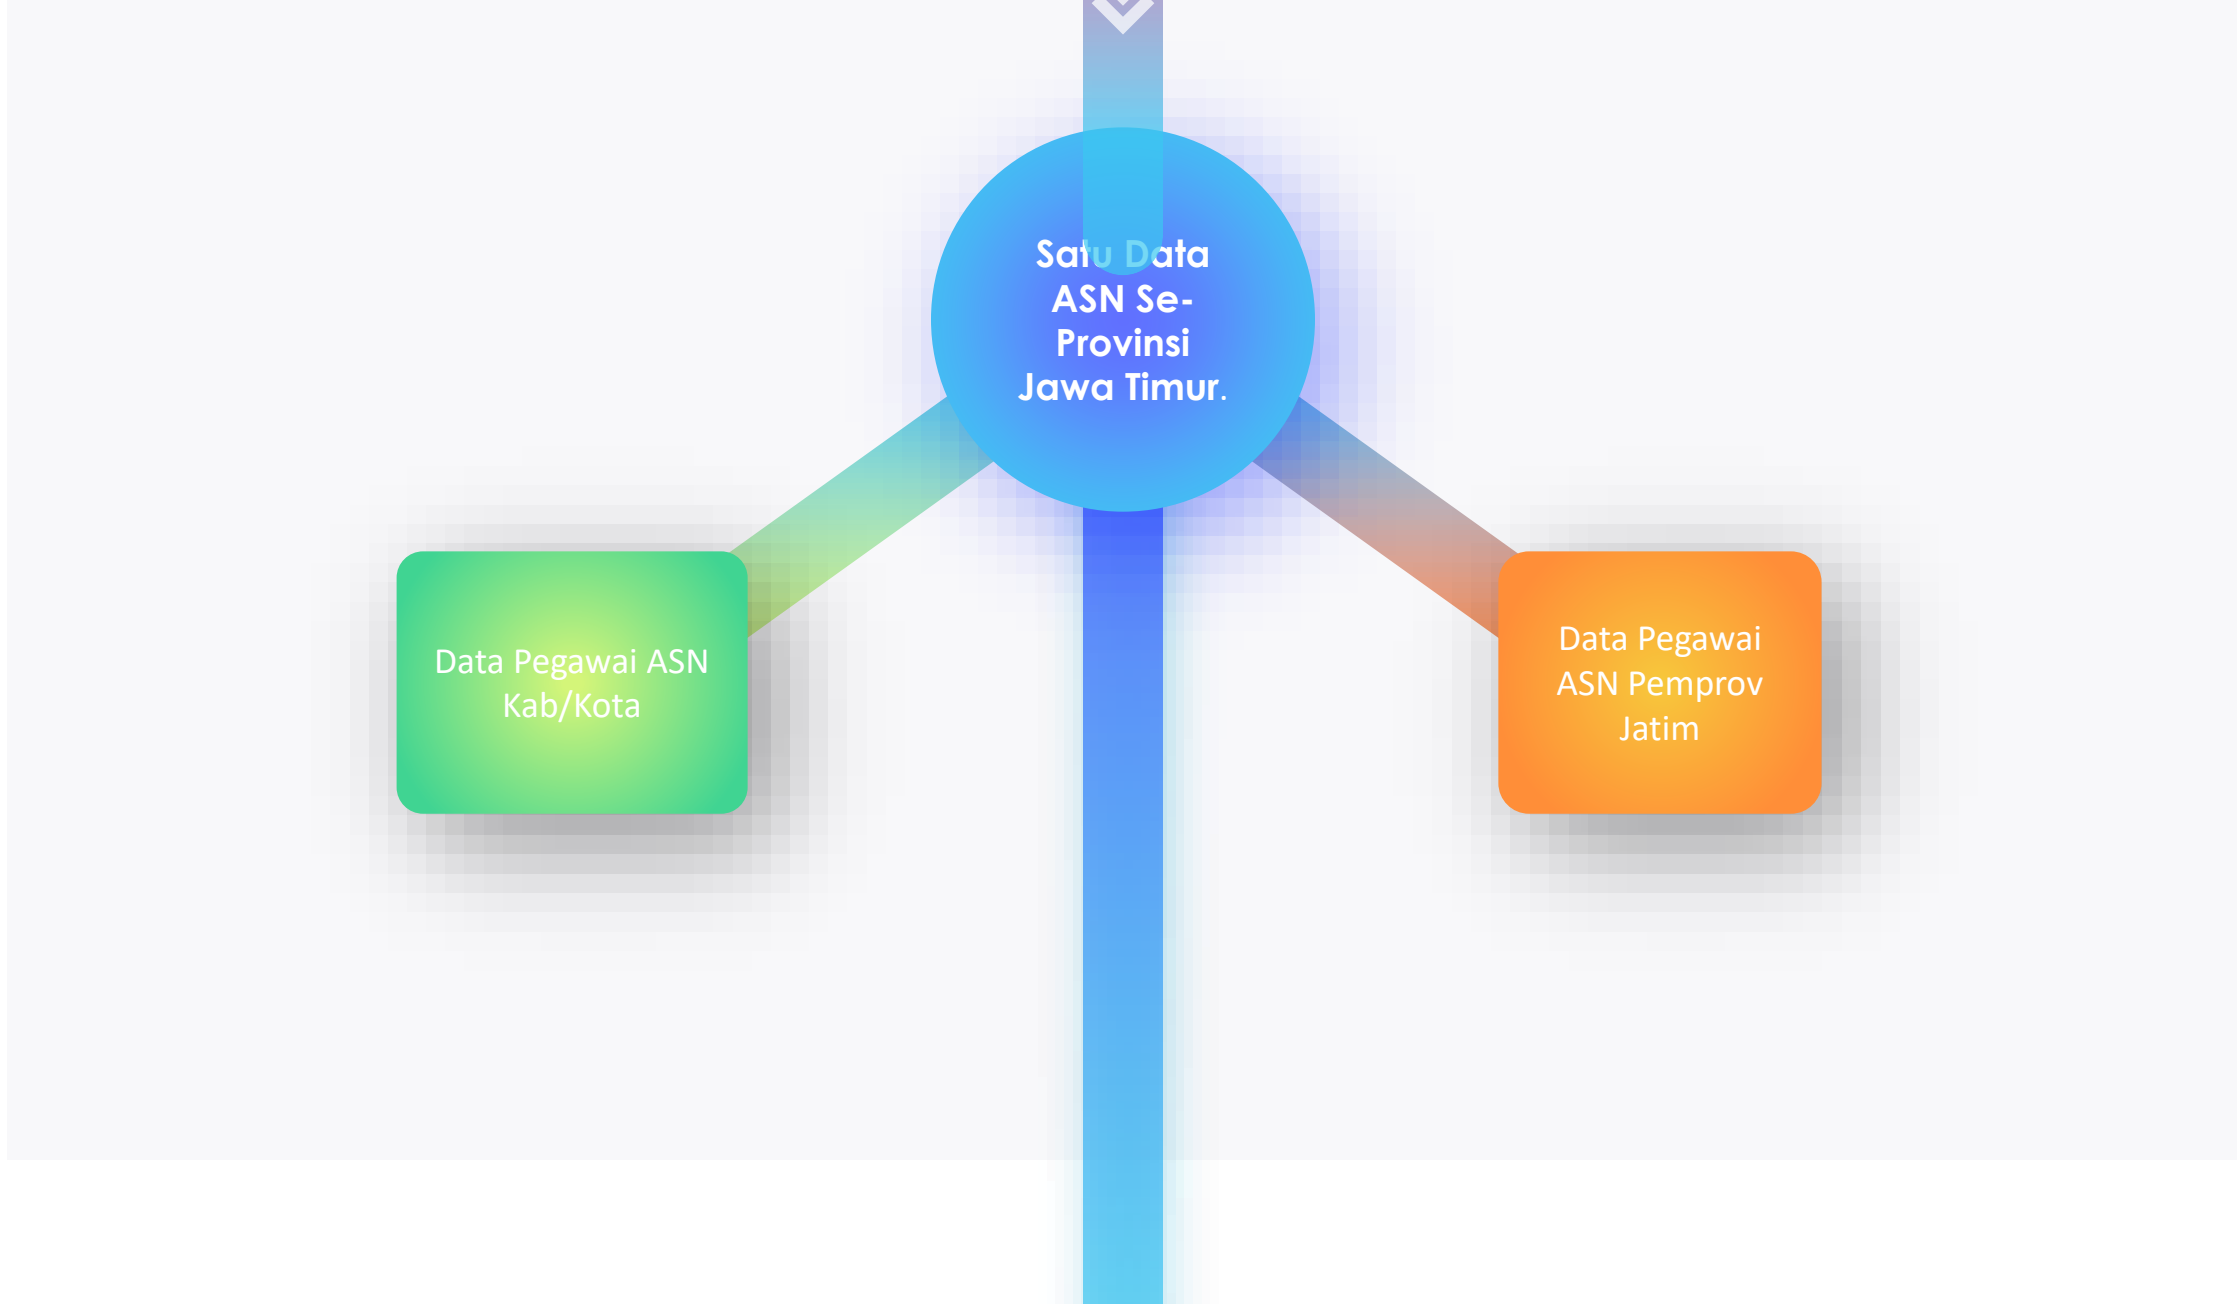 Satu Data
ASN Se-
Provinsi
Jawa Timur.
Data Pegawai ASN
Kab/Kota
Data Pegawai
ASN Pemprov
Jatim